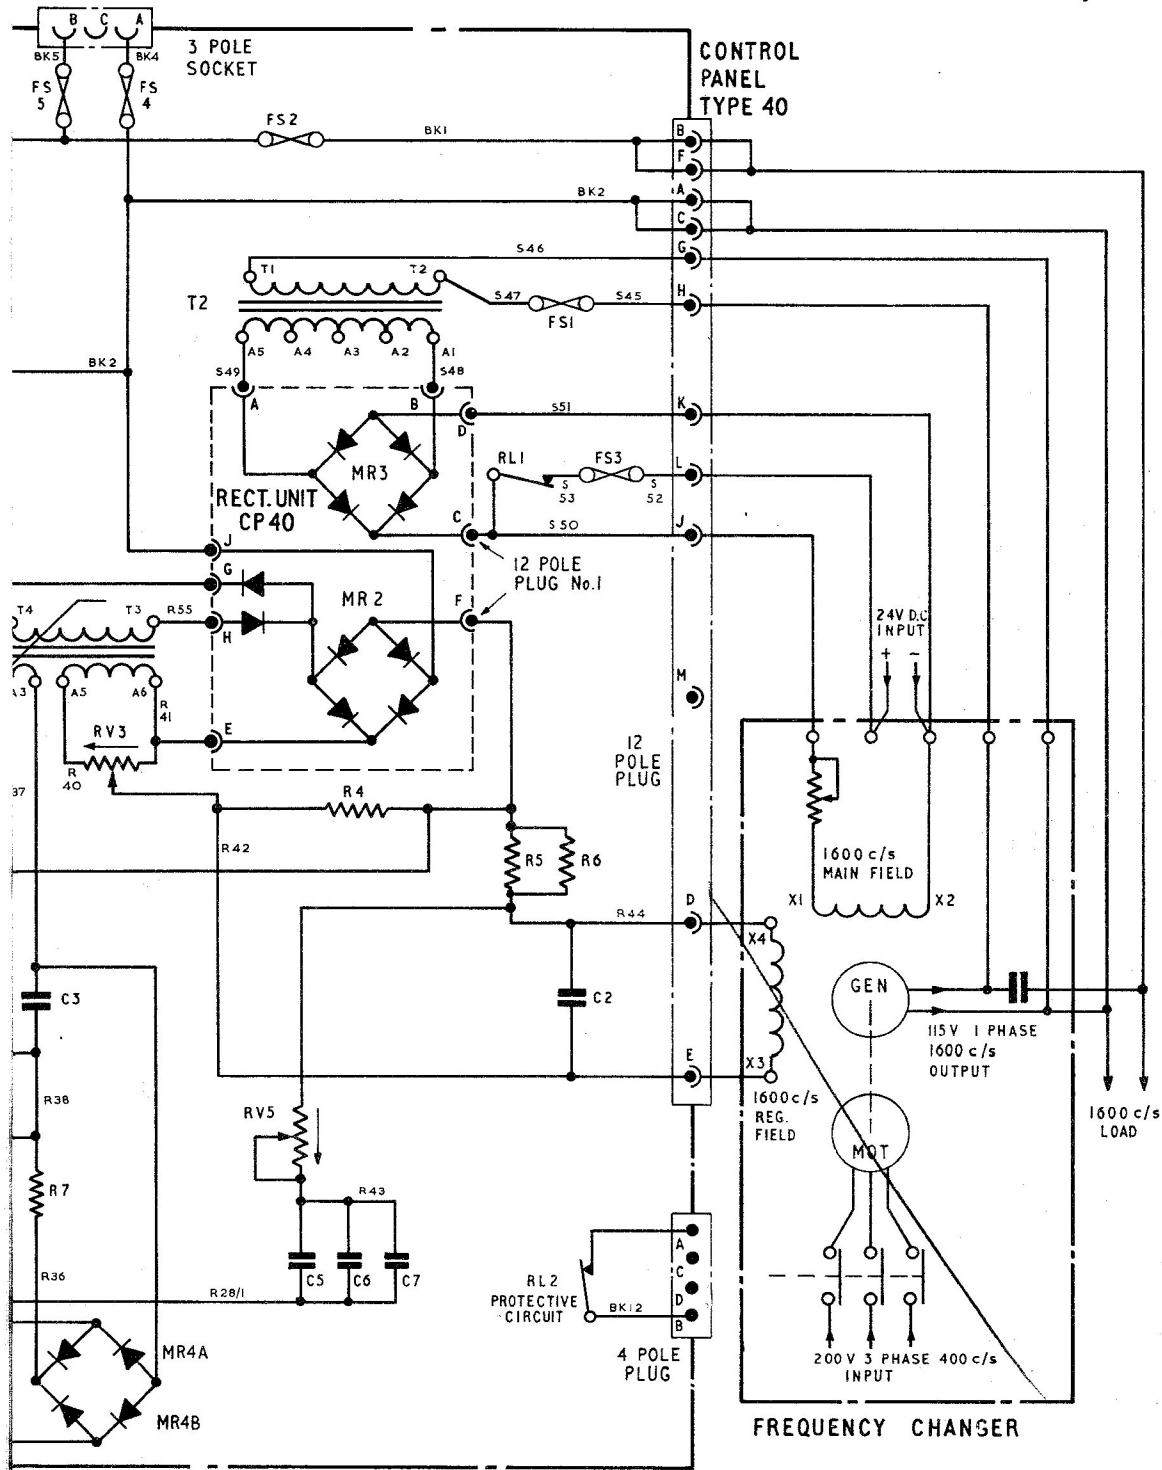 B C A
3 POLE
SOCKET
BK5
BK4
FS
5
FS
4
CONTROL
PANEL
TYPE 40
FS2
BK1
B
F
BK2
A
C
S46
G
T1
T2
T2
S47
S45
FS1
H
A5
A4
A3
A2
A1
BK2
S49
S48
A
B
D
S51
K
MR3
RL1
FS3
L
S
53
S
52
RECT. UNIT
CP40
C
S50
J
J
12 POLE
PLUG No.1
G
T4
T3
R55
H
MR2
F
24V D.C
INPUT
+ -
A5
A6
R
41
M
RV3
E
R
40
12
POLE
PLUG
37
R4
R42
R5
R6
1600 c/s
MAIN FIELD
X1
X2
R44
D
X4
C3
C2
GEN
115V 1 PHASE
1600 c/s
OUTPUT
E
X3
R38
RV5
1600 c/s
REG.
FIELD
MOT
1600 c/s
LOAD
R7
R43
R36
C5
C6
C7
R28/1
RL2
PROTECTIVE
CIRCUIT
BK12
A
C
D
B
4 POLE
PLUG
200V 3 PHASE 400 c/s
INPUT
MR4A
MR4B
FREQUENCY CHANGER